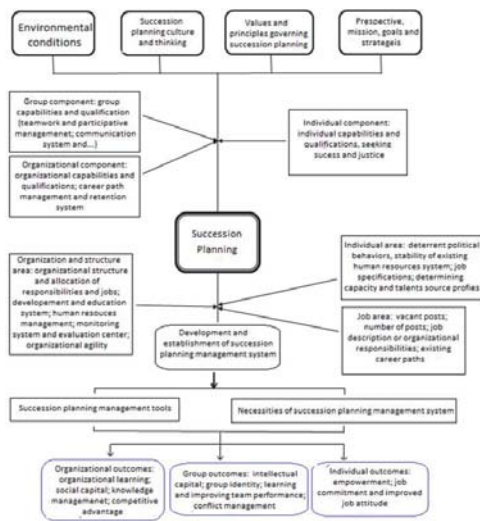 Environmental
conditions
Succession
planning culture
and thinking
Values and
principles governing
succession planning
Prespective,
mission, goals and
strategeis
Group component: group
capabilities and qualification
(teamwork and participative
managemnet; communication
system and...)
Individual component:
individual capabilities and
qualifications, seeking
sucess and justice
Organizational component:
organizational capabilities and
qualifications; career path
management and retention
system
Succession
Planning
Organization and structure
area: organizational structure
and allocation of
responsibilities and jobs;
developement and education
system; human resouces
management; monitoring
system and evaluation center;
organizational agility
Individual area: deterrent political
behaviors, stability of existing
human resources system; job
specifications; determining
capacity and talents source profies
Job area: vacant posts;
number of posts; job
description or organizational
responsibilities; existing
career paths
Development and
establishment of succession
planning management system
Succession planning management tools
Necessities of succession planning management system
Organizational outcomes:
organizational learning;
social capital; knowledge
managemnet; competitive
advantage
Group outcomes: intellectual
capital; group identity; learning
and improving team performance;
conflict management
Individual outcomes:
empowerment; job
commitment and improved
job attitude